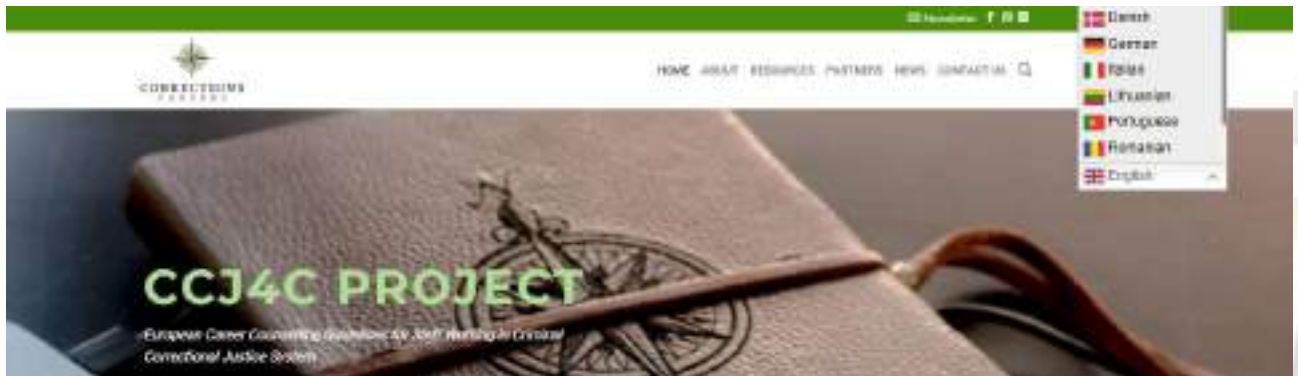 Newsletter
Danish
German
Italian
Lithuanian
Portuguese
Romanian
English
CORRECTIONS
CAREERS
HOME ABOUT RESOURCES PARTNERS NEWS CONTACT US
CCJ4C PROJECT
European Career Counselling Guidelines for Staff Working in Criminal
Correctional Justice System